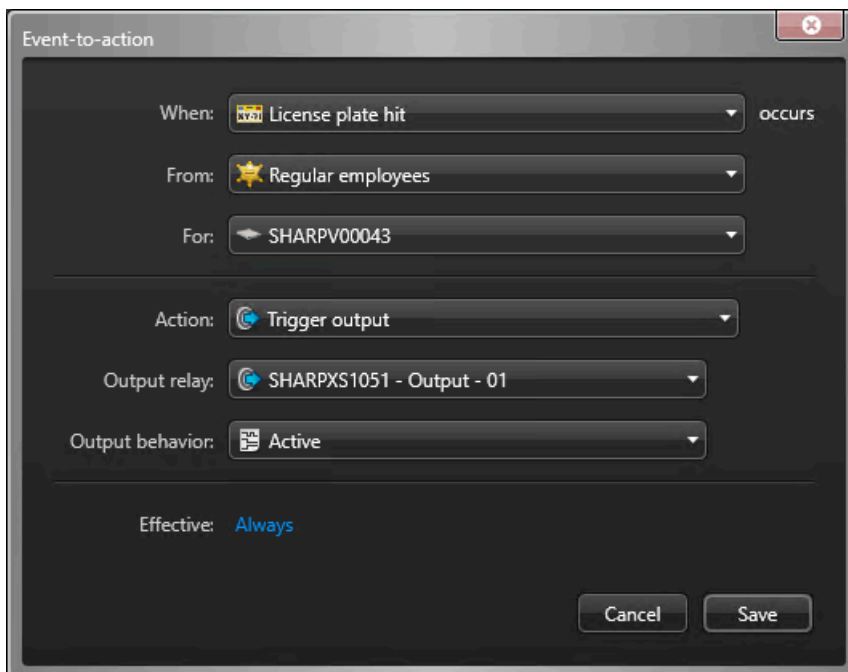 Event-to-action
When: License plate hit occurs
From: Regular employees
For: SHARPV00043
Action: Trigger output
Output relay: SHARPXS1051 - Output - 01
Output behavior: Active
Effective: Always
Cancel Save